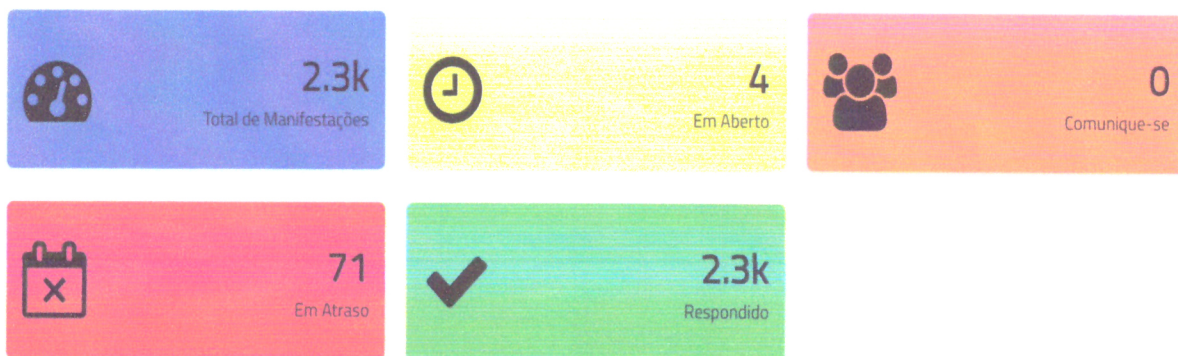 2.3k
Total de Manifestações
4
Em Aberto
0
Comunique-se
71
Em Atraso
2.3k
Respondido